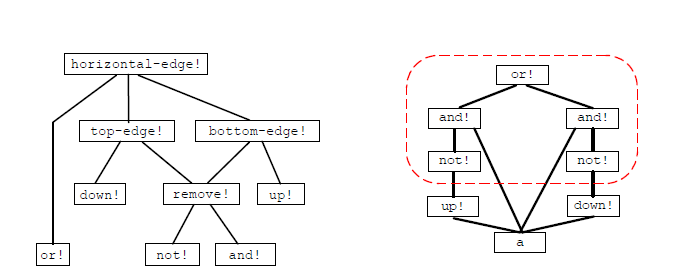 horizontal-edge!
top-edge!
bottom-edge!
down!
remove!
up!
or!
not!
and!
or!
and!
and!
not!
not!
up!
down!
a